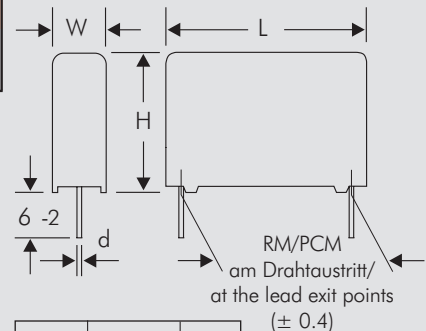 W
L
H
6 -2
d
RM/PCM
am Drahtaustritt/
at the lead exit points
(± 0.4)